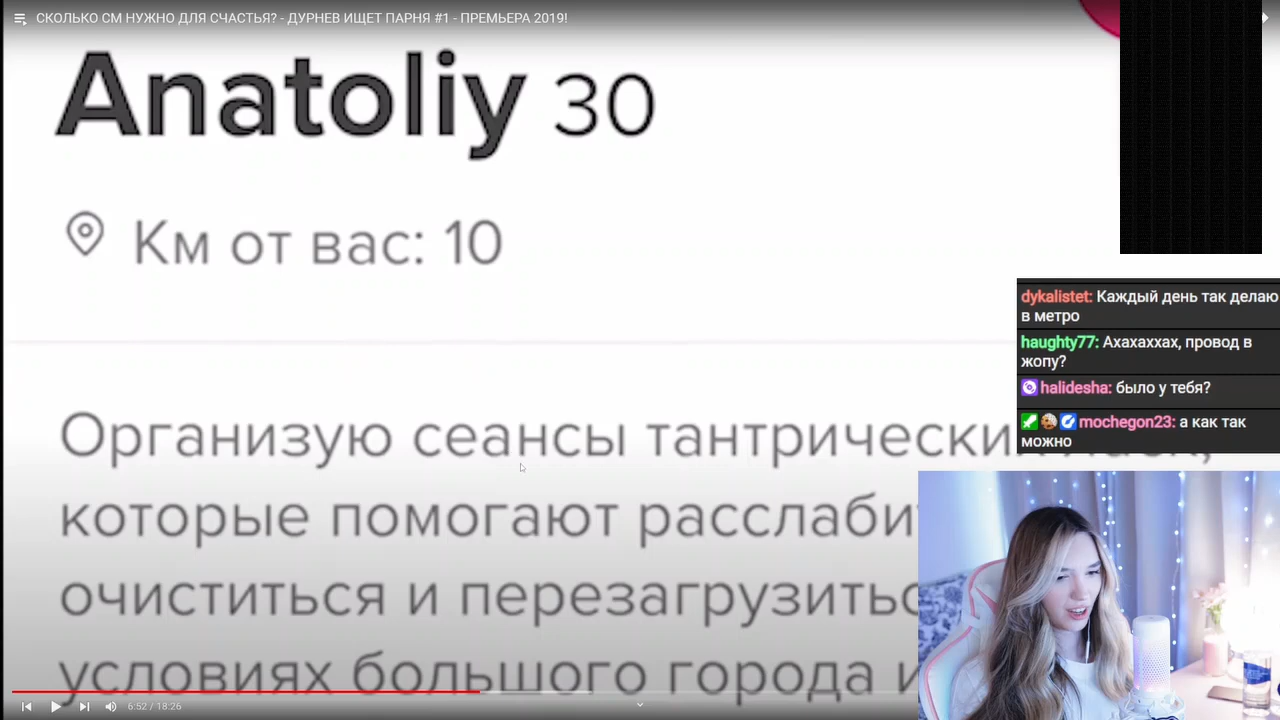 СКОЛЬКО СМ НУЖНО ДЛЯ СЧАСТЬЯ? - ДУРНЕВ ИЩЕТ ПАРНЯ #1 - ПРЕМЬЕРА 2019!
Anatoliy 30
Км от вас: 10
Организую сеансы тантрически
которые помогают расслаби
очиститься и перезагрузитьс
условиях большого города и
dykalistet: Каждый день так делаю
в метро
haughty77: Ахахаххах, провод в
жопу?
halidesha: было у тебя?
mochegon23: а как так
можно
6:52 / 18:26